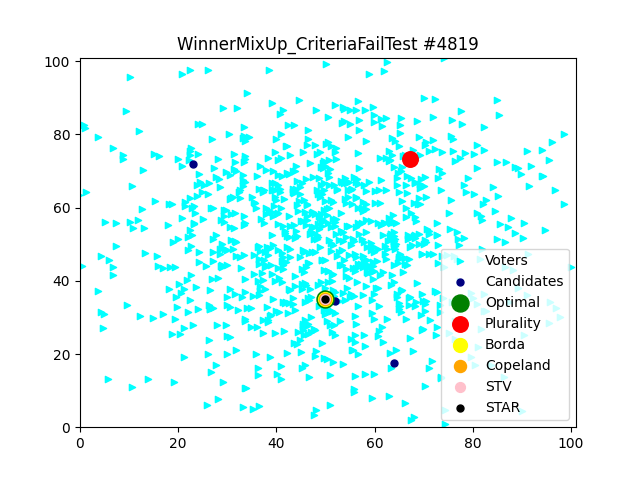 WinnerMixUp_CriteriaFailTest #4819
100
80
60
40
20
0
0
20
40
60
80
100
Voters
Candidates
Optimal
Plurality
Borda
Copeland
STV
STAR